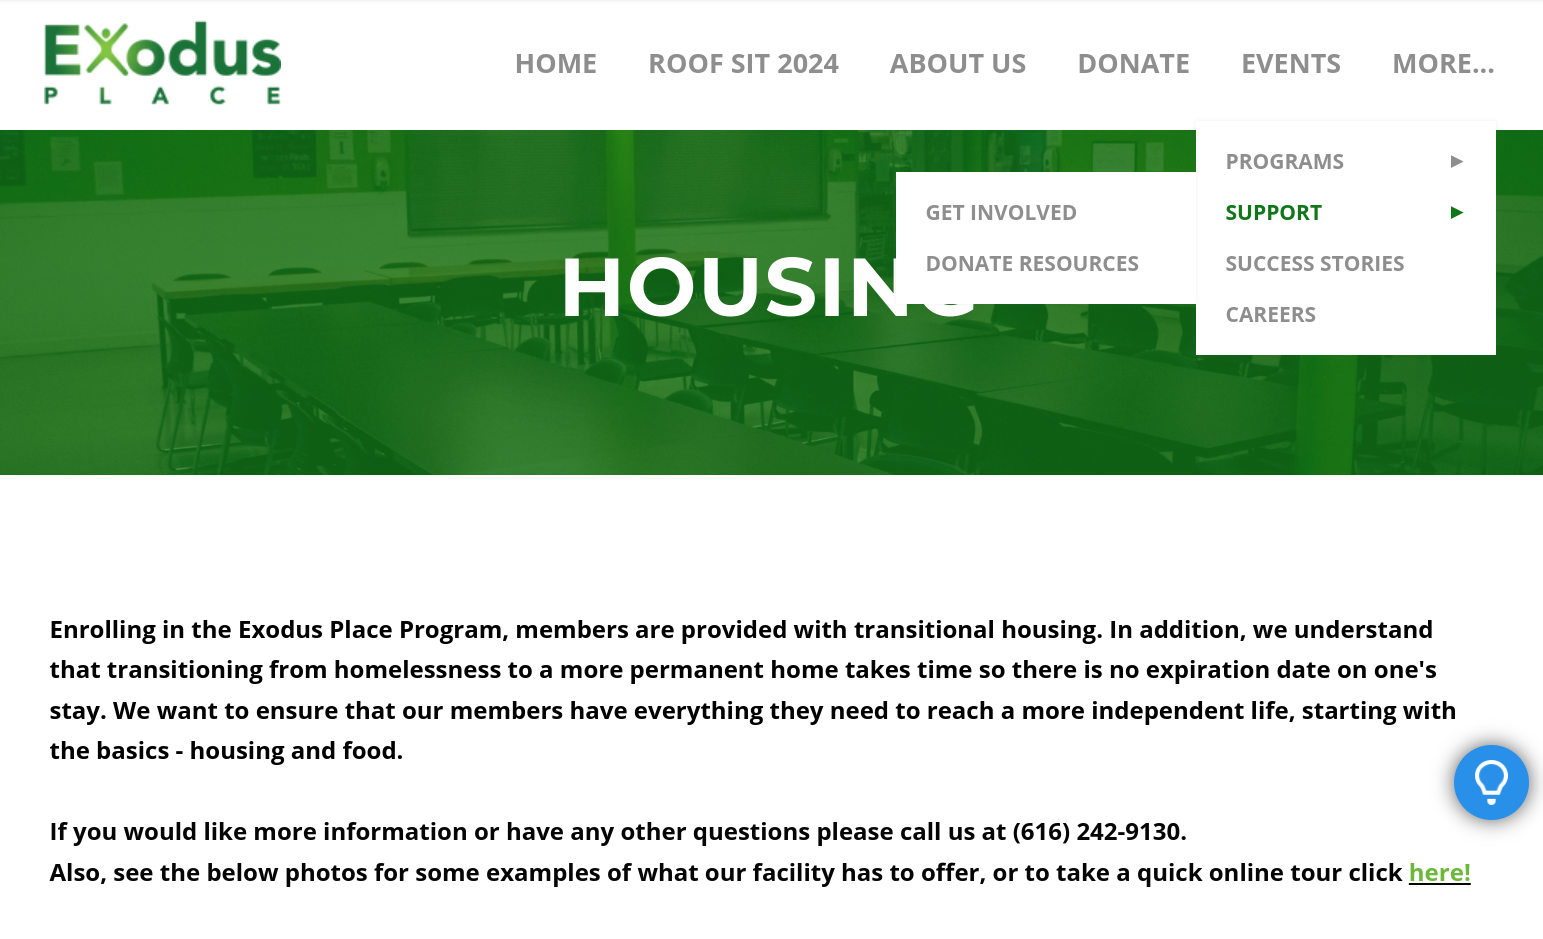 Exodus
PLACE
HOME ROOF SIT 2024 ABOUT US DONATE EVENTS MORE...
PROGRAMS
SUPPORT
SUCCESS STORIES
CAREERS
GET INVOLVED
DONATE RESOURCES
HOUSING
Enrolling in the Exodus Place Program, members are provided with transitional housing. In addition, we understand
that transitioning from homelessness to a more permanent home takes time so there is no expiration date on one's
stay. We want to ensure that our members have everything they need to reach a more independent life, starting with
the basics - housing and food.
If you would like more information or have any other questions please call us at (616) 242-9130.
Also, see the below photos for some examples of what our facility has to offer, or to take a quick online tour click here!